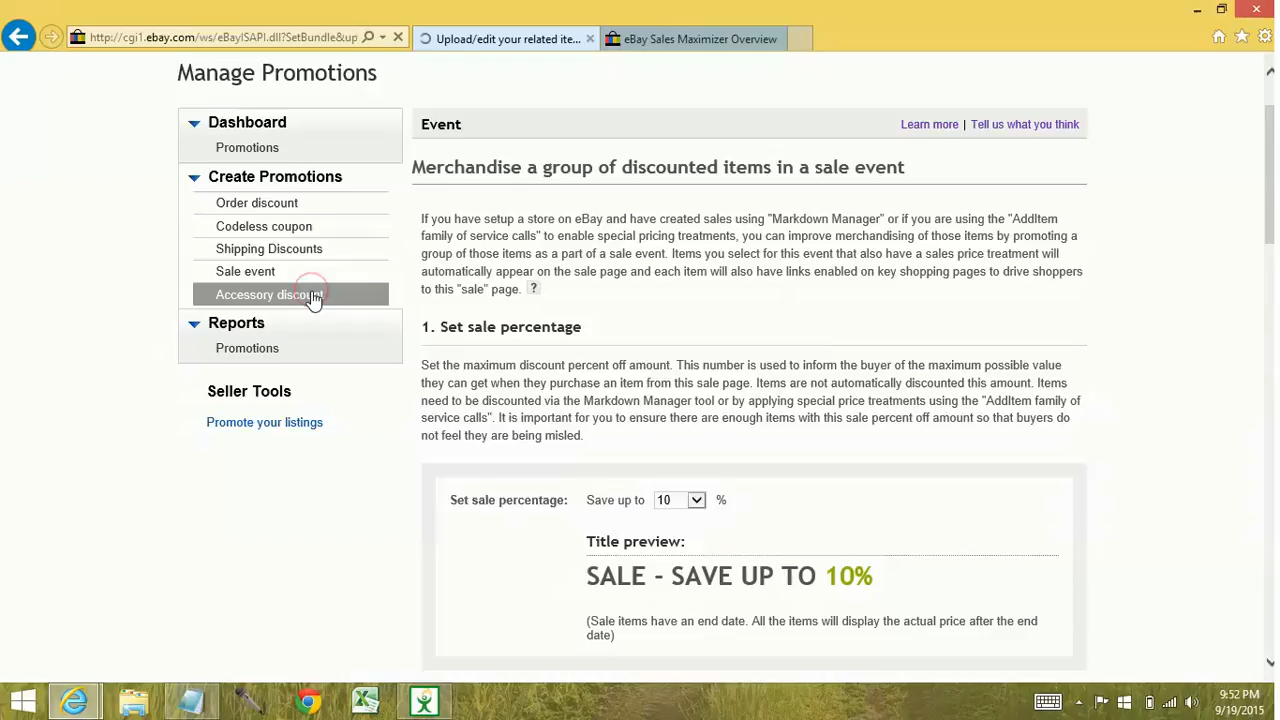 http://cgi1.ebay.com/ws/eBayISAPI.dll?SetBundle&up
Upload/edit your related ite...
eBay Sales Maximizer Overview
Manage Promotions
Dashboard
Promotions
Create Promotions
Order discount
Codeless coupon
Shipping Discounts
Sale event
Accessory discount
Reports
Promotions
Seller Tools
Promote your listings
Event
Learn more | Tell us what you think
Merchandise a group of discounted items in a sale event
If you have setup a store on eBay and have created sales using "Markdown Manager" or if you are using the "AddItem
family of service calls" to enable special pricing treatments, you can improve merchandising of those items by promoting a
group of those items as a part of a sale event. Items you select for this event that also have a sales price treatment will
automatically appear on the sale page and each item will also have links enabled on key shopping pages to drive shoppers
to this "sale" page. ?
1. Set sale percentage
Set the maximum discount percent off amount. This number is used to inform the buyer of the maximum possible value
they can get when they purchase an item from this sale page. Items are not automatically discounted this amount. Items
need to be discounted via the Markdown Manager tool or by applying special price treatments using the "AddItem family of
service calls". It is important for you to ensure there are enough items with this sale percent off amount so that buyers do
not feel they are being misled.
Set sale percentage: Save up to 10 %
Title preview:
SALE - SAVE UP TO 10%
(Sale items have an end date. All the items will display the actual price after the end
date)
9:52 PM
9/19/2015